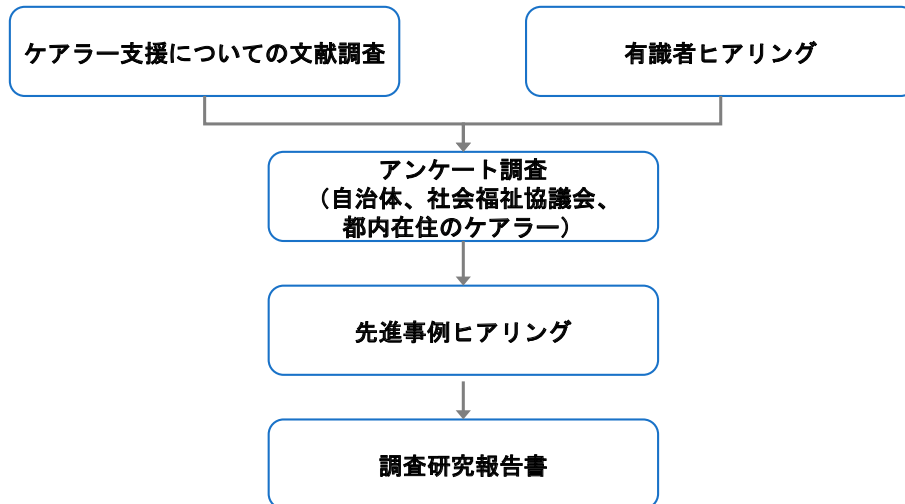 ケアラー支援についての文献調査
有識者ヒアリング
アンケート調査
（自治体、社会福祉協議会、
都内在住のケアラー）
先進事例ヒアリング
調査研究報告書